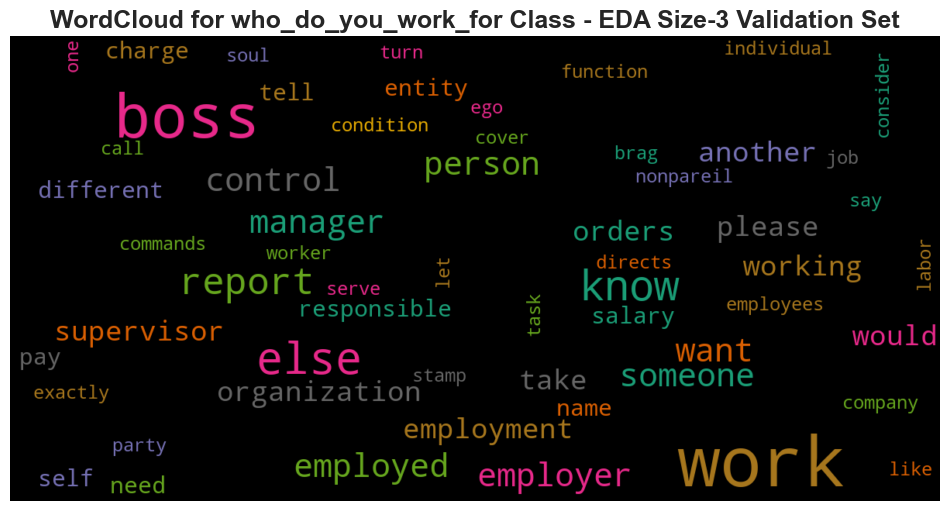 WordCloud for who_do_you_work_for Class - EDA Size-3 Validation Set
one
charge
soul
turn
individual
function
consider
boss
tell
entity
ego
condition
cover
call
person
brag
another
job
nonpareil
different
control
say
manager
orders
please
commands
worker
let
directs
working
labor
report
serve
know
employees
responsible
task
salary
supervisor
would
pay
else
want
someone
stamp
take
organization
exactly
name
company
employment
party
employed
employer
work
like
self
need